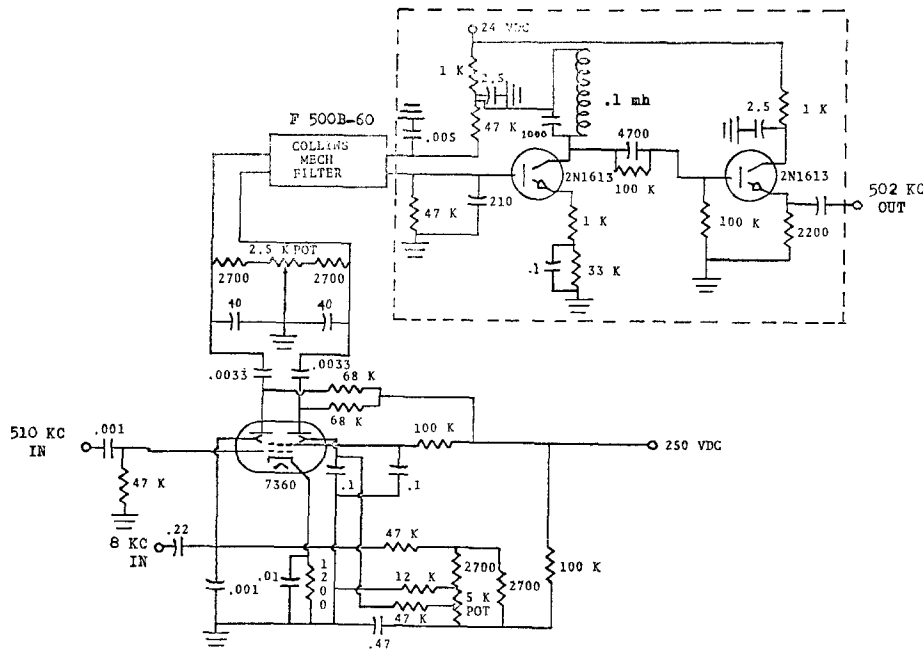 24 VDC
1 K
2.5
F 500B-60
.005
47 K
1000
.1 mh
4700
2.5
1 K
COLLINS
MECH
FILTER
2N1613
100 K
2N1613
502 KC
OUT
47 K
210
1 K
100 K
2200
2.5 K POT
2700
2700
.1
33 K
40
40
.0033
.0033
68 K
68 K
510 KC
IN
.001
100 K
250 VDC
47 K
7360
.1
.1
8 KC
IN
.22
47 K
100 K
.001
.01
1200
12 K
2700
2700
5 K
POT
47 K
.47